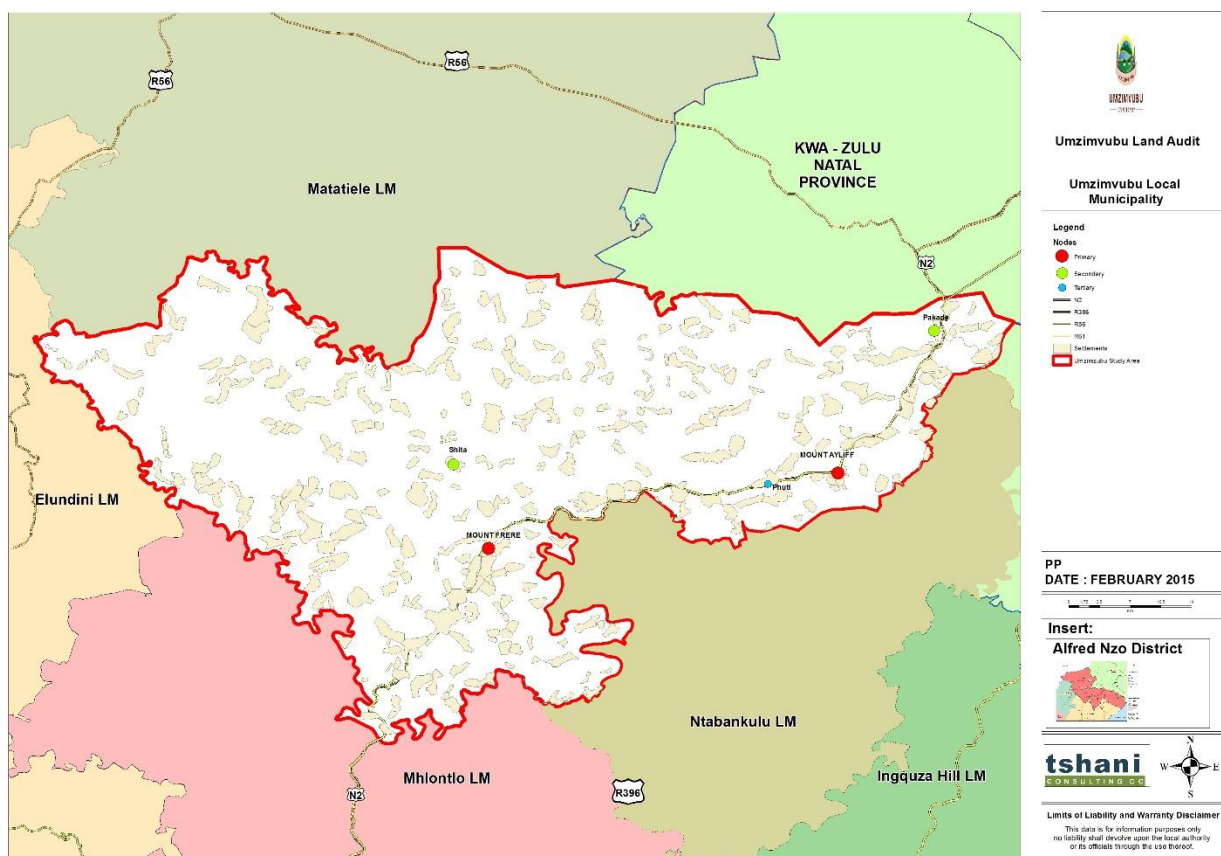 R56
R56
KWA - ZULU
NATAL
PROVINCE
Matatiele LM
N2
Pakade
Shita
MOUNT AYLIFF
Phuti
Elundini LM
MOUNT FRERE
Ntabankulu LM
Mhlontlo LM
Ingquza Hill LM
N2
R396
UMZIMVUBU
Umzimvubu Land Audit
Umzimvubu Local
Municipality
Legend
Nodes
Primary
Secondery
Tertiary
N2
R396
R56
R61
Settlements
Umzimzubu Study Area
PP
DATE : FEBRUARY 2015
Insert:
Alfred Nzo District
tshani
CONSULTING CC
N
W
E
S
Limits of Liability and Warranty Disclaimer
This data is for information purposes only
no liability shall devolve upon the local authority
or its officials through the use thereof.